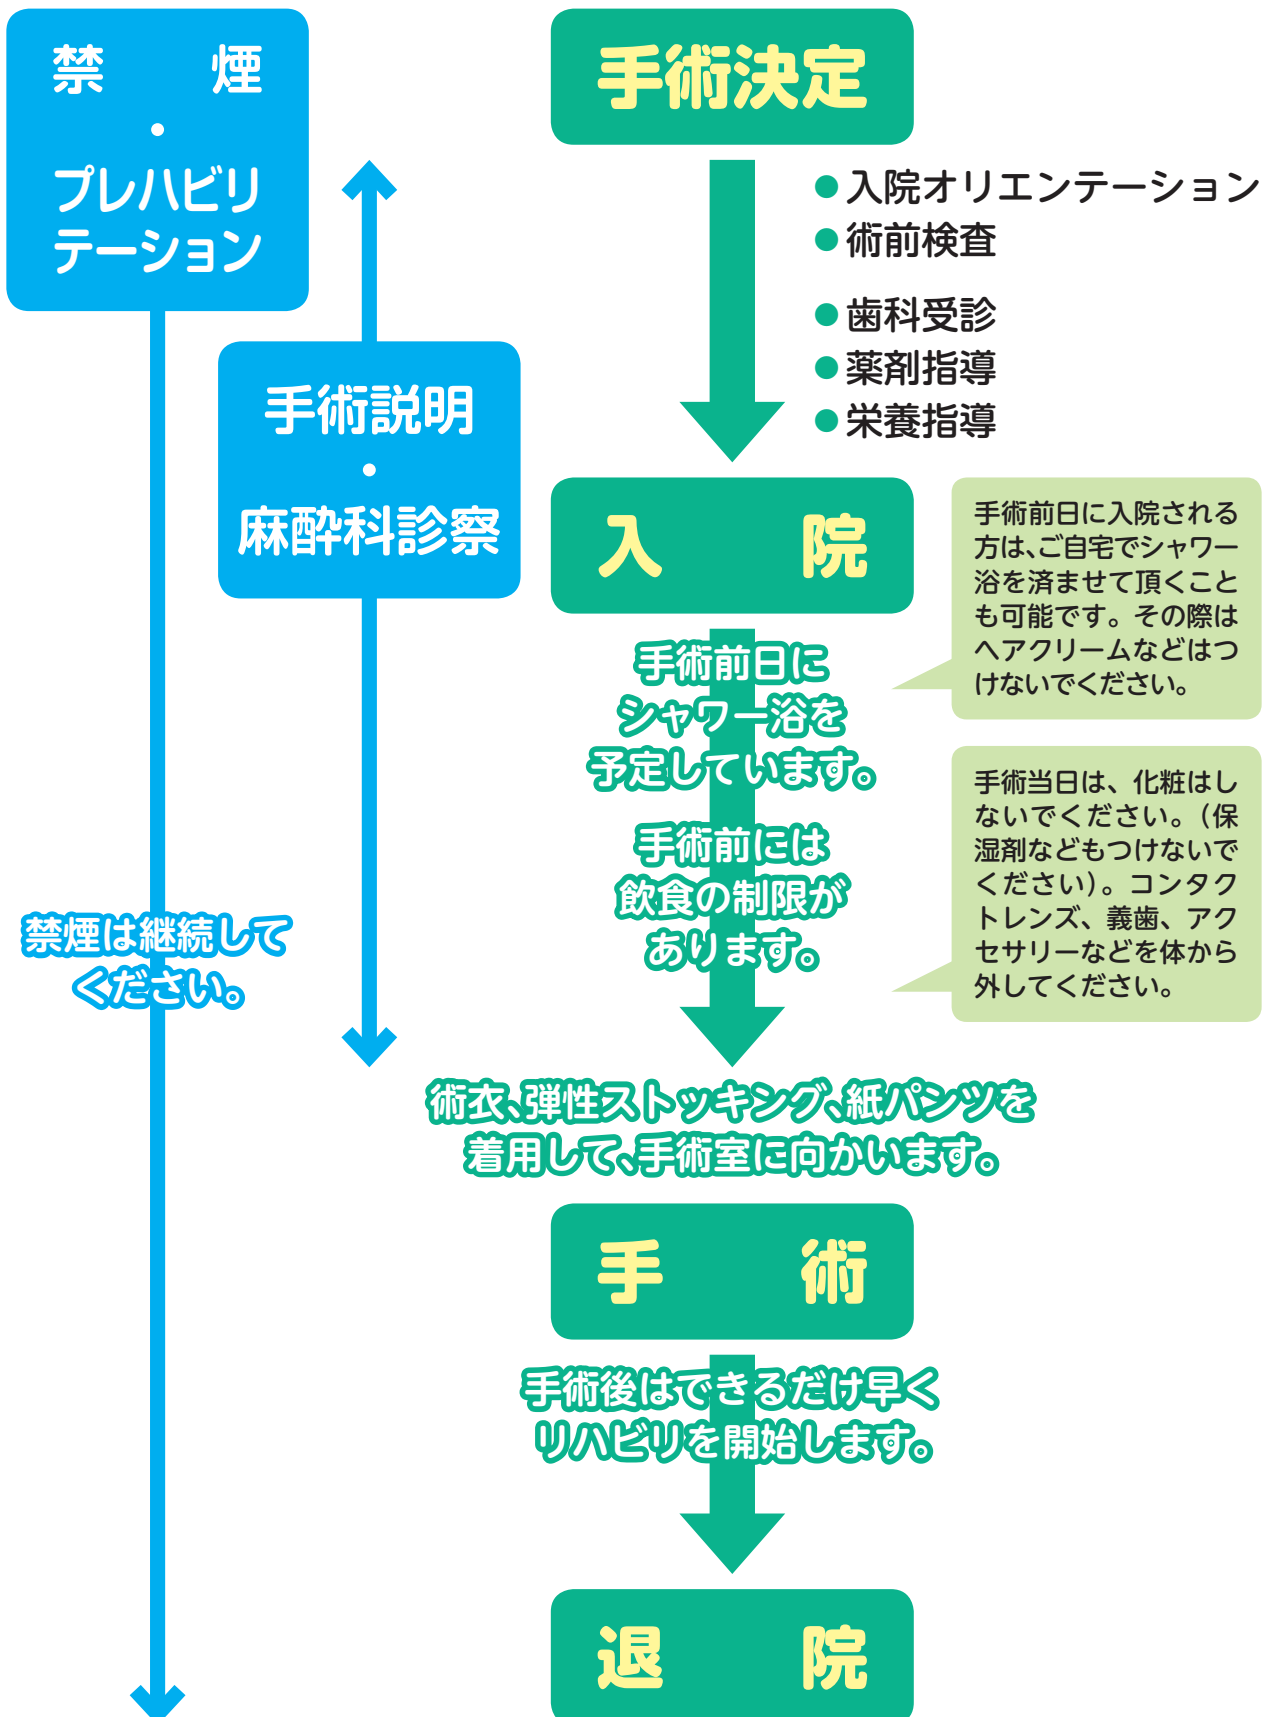 禁煙
・
プレハビリ
テーション
手術決定
●入院オリエンテーション
●術前検査
●歯科受診
●薬剤指導
●栄養指導
手術説明
・
麻酔科診察
入院
手術前日に入院される
方は、ご自宅でシャワー
浴を済ませて頂くこと
も可能です。その際は
ヘアクリームなどはつ
けないでください。
手術前日に
シャワー浴を
予定しています。
手術前には
飲食の制限が
あります。
手術当日は、化粧はし
ないでください。（保
湿剤などもつけないで
ください）。コンタク
トレンズ、義歯、アク
セサリーなどを体から
外してください。
禁煙は継続して
ください。
術衣、弾性ストッキング、紙パンツを
着用して、手術室に向かいます。
手術
手術後はできるだけ早く
リハビリを開始します。
退院